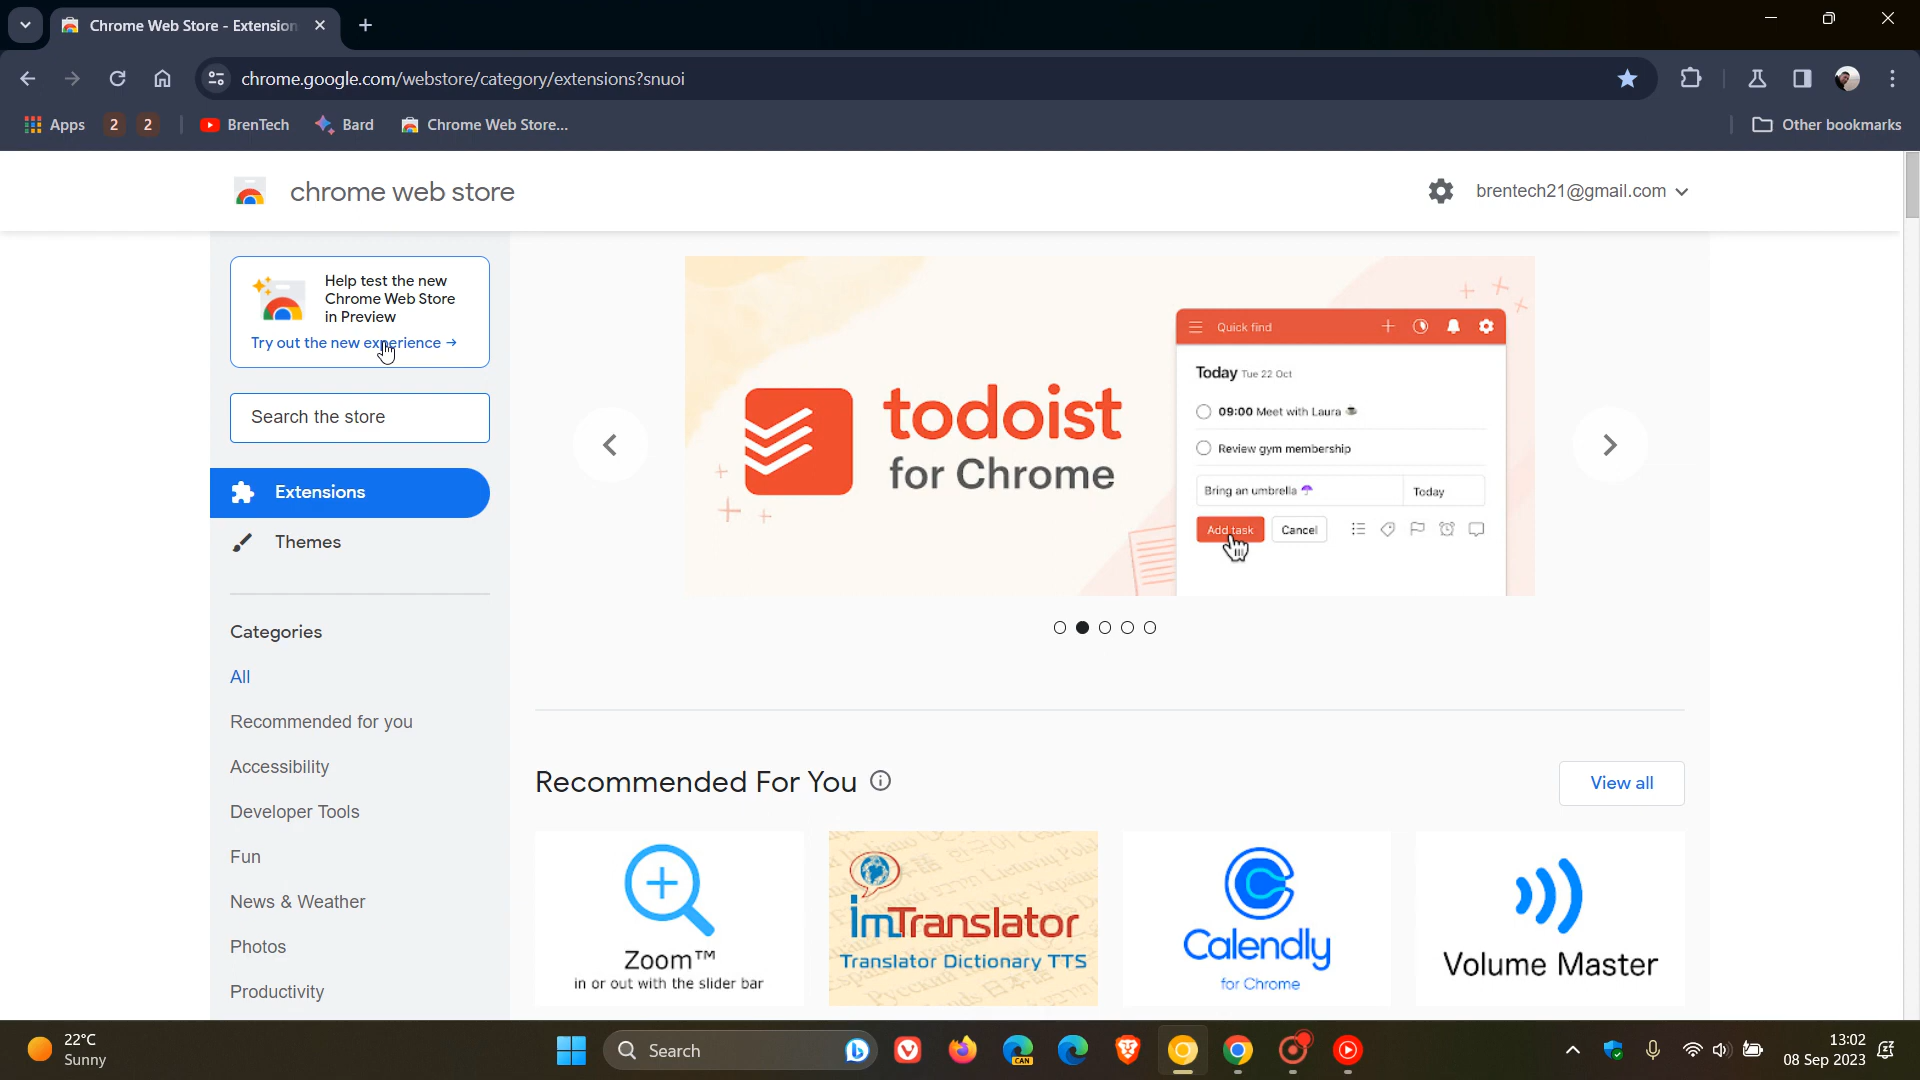 Chrome Web Store - Extension
chrome.google.com/webstore/category/extensions?snuoi
Apps
2
2
BrenTech
Bard
Chrome Web Store...
Other bookmarks
chrome web store
brentech21@gmail.com
Help test the new
Chrome Web Store
in Preview
Try out the new experience →
Search the store
Extensions
Themes
Categories
All
Recommended for you
Accessibility
Developer Tools
Fun
News & Weather
Photos
Productivity
todoist
for Chrome
Quick find
Today Tue 22 Oct
09:00 Meet with Laura
Review gym membership
Bring an umbrella
Today
Add task
Cancel
Recommended For You
View all
Zoom™
in or out with the slider bar
imTranslator
Translator Dictionary TTS
Calendly
for Chrome
Volume Master
22°C
Sunny
Search
CAN
13:02
08 Sep 2023